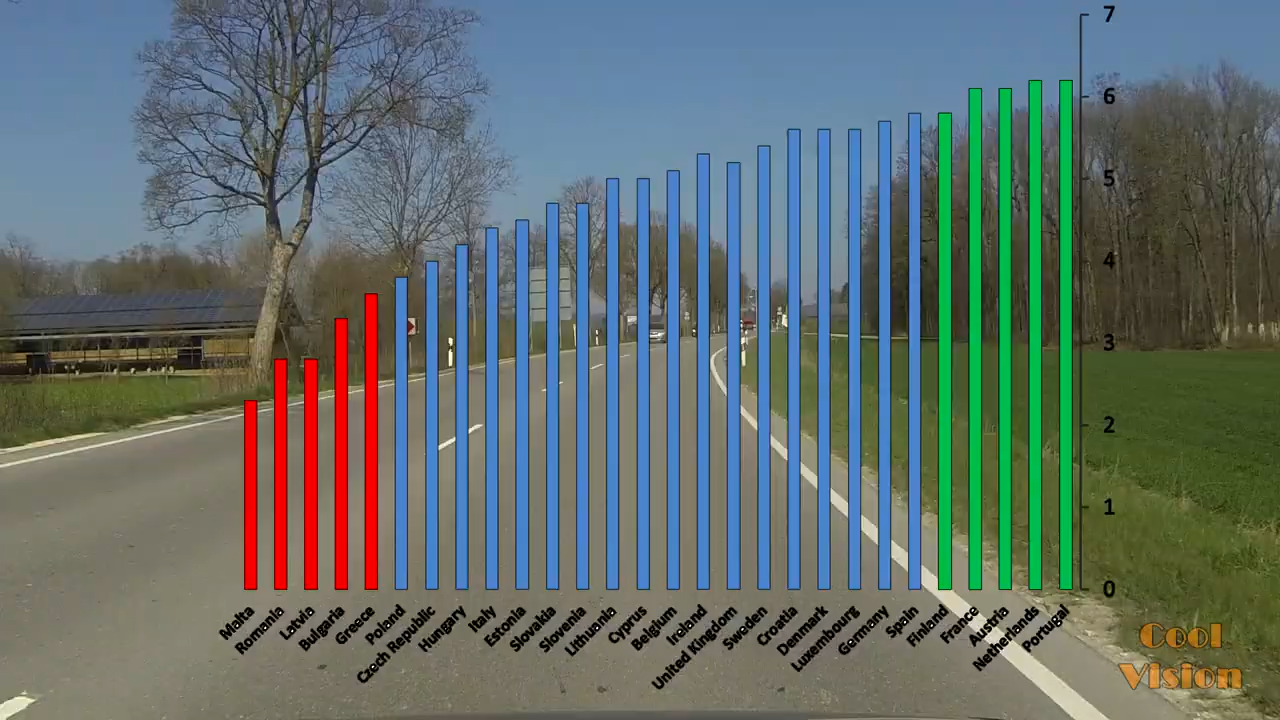 7
6
5
4
3
2
1
0
Malta
Romania
Latvia
Bulgaria
Greece
Poland
Czech Republic
Hungary
Italy
Estonia
Slovakia
Slovenia
Lithuania
Cyprus
Belgium
Ireland
United Kingdom
Sweden
Croatia
Denmark
Luxembourg
Germany
Spain
Finland
France
Austria
Netherlands
Portugal
Cool
Vision